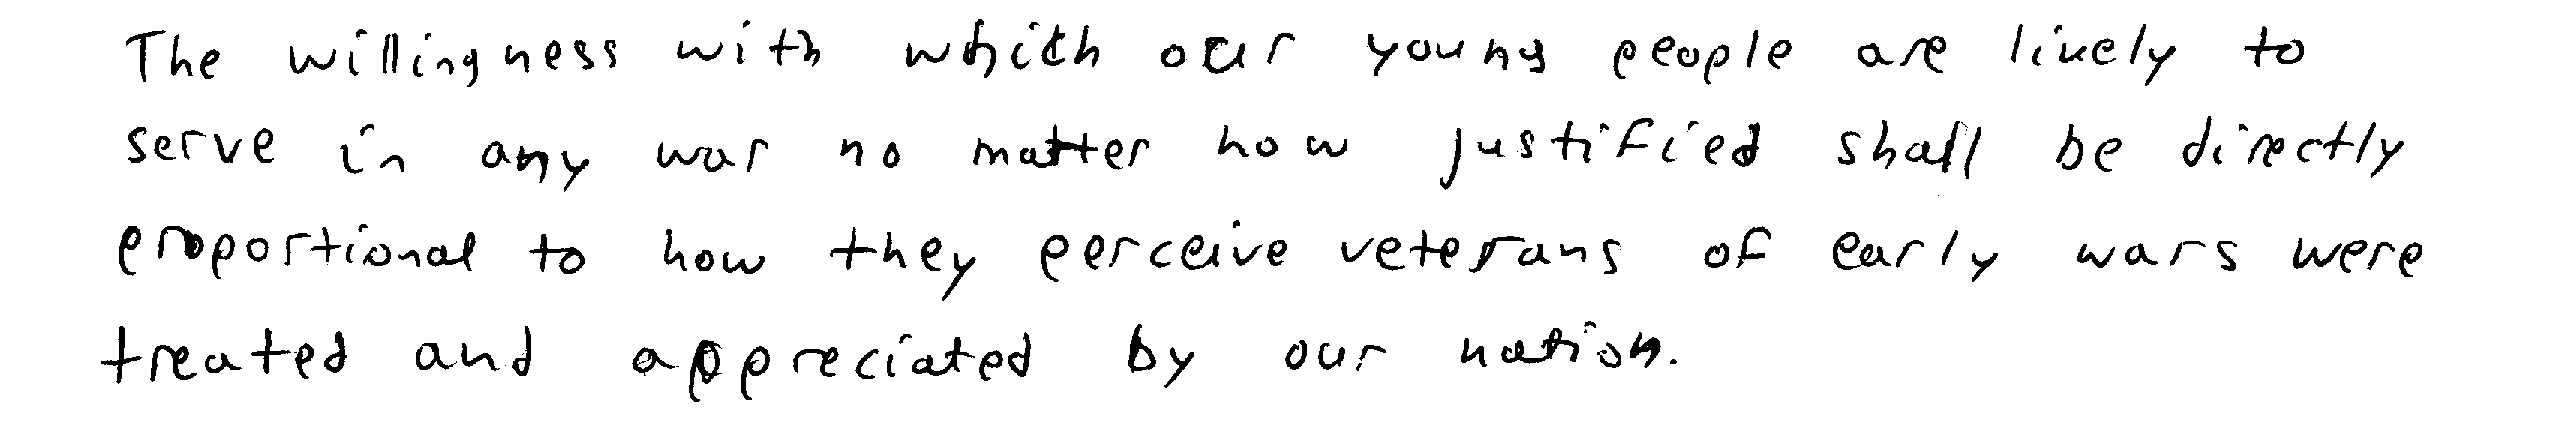 The willingness with which our young people are likely to
serve in any war no matter how justified shall be directly
proportional to how they perceive veterans of early wars were
treated and appreciated by our nation.